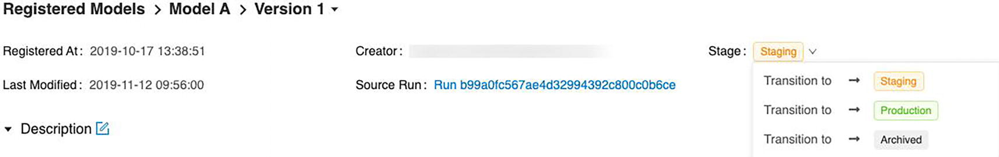 Registered Models > Model A > Version 1
Registered At: 2019-10-17 13:38:51
Creator:
Stage: Staging
Last Modified: 2019-11-12 09:56:00
Source Run: Run b99a0fc567ae4d32994392c800c0b6ce
Transition to → Staging
Transition to → Production
Transition to → Archived
Description